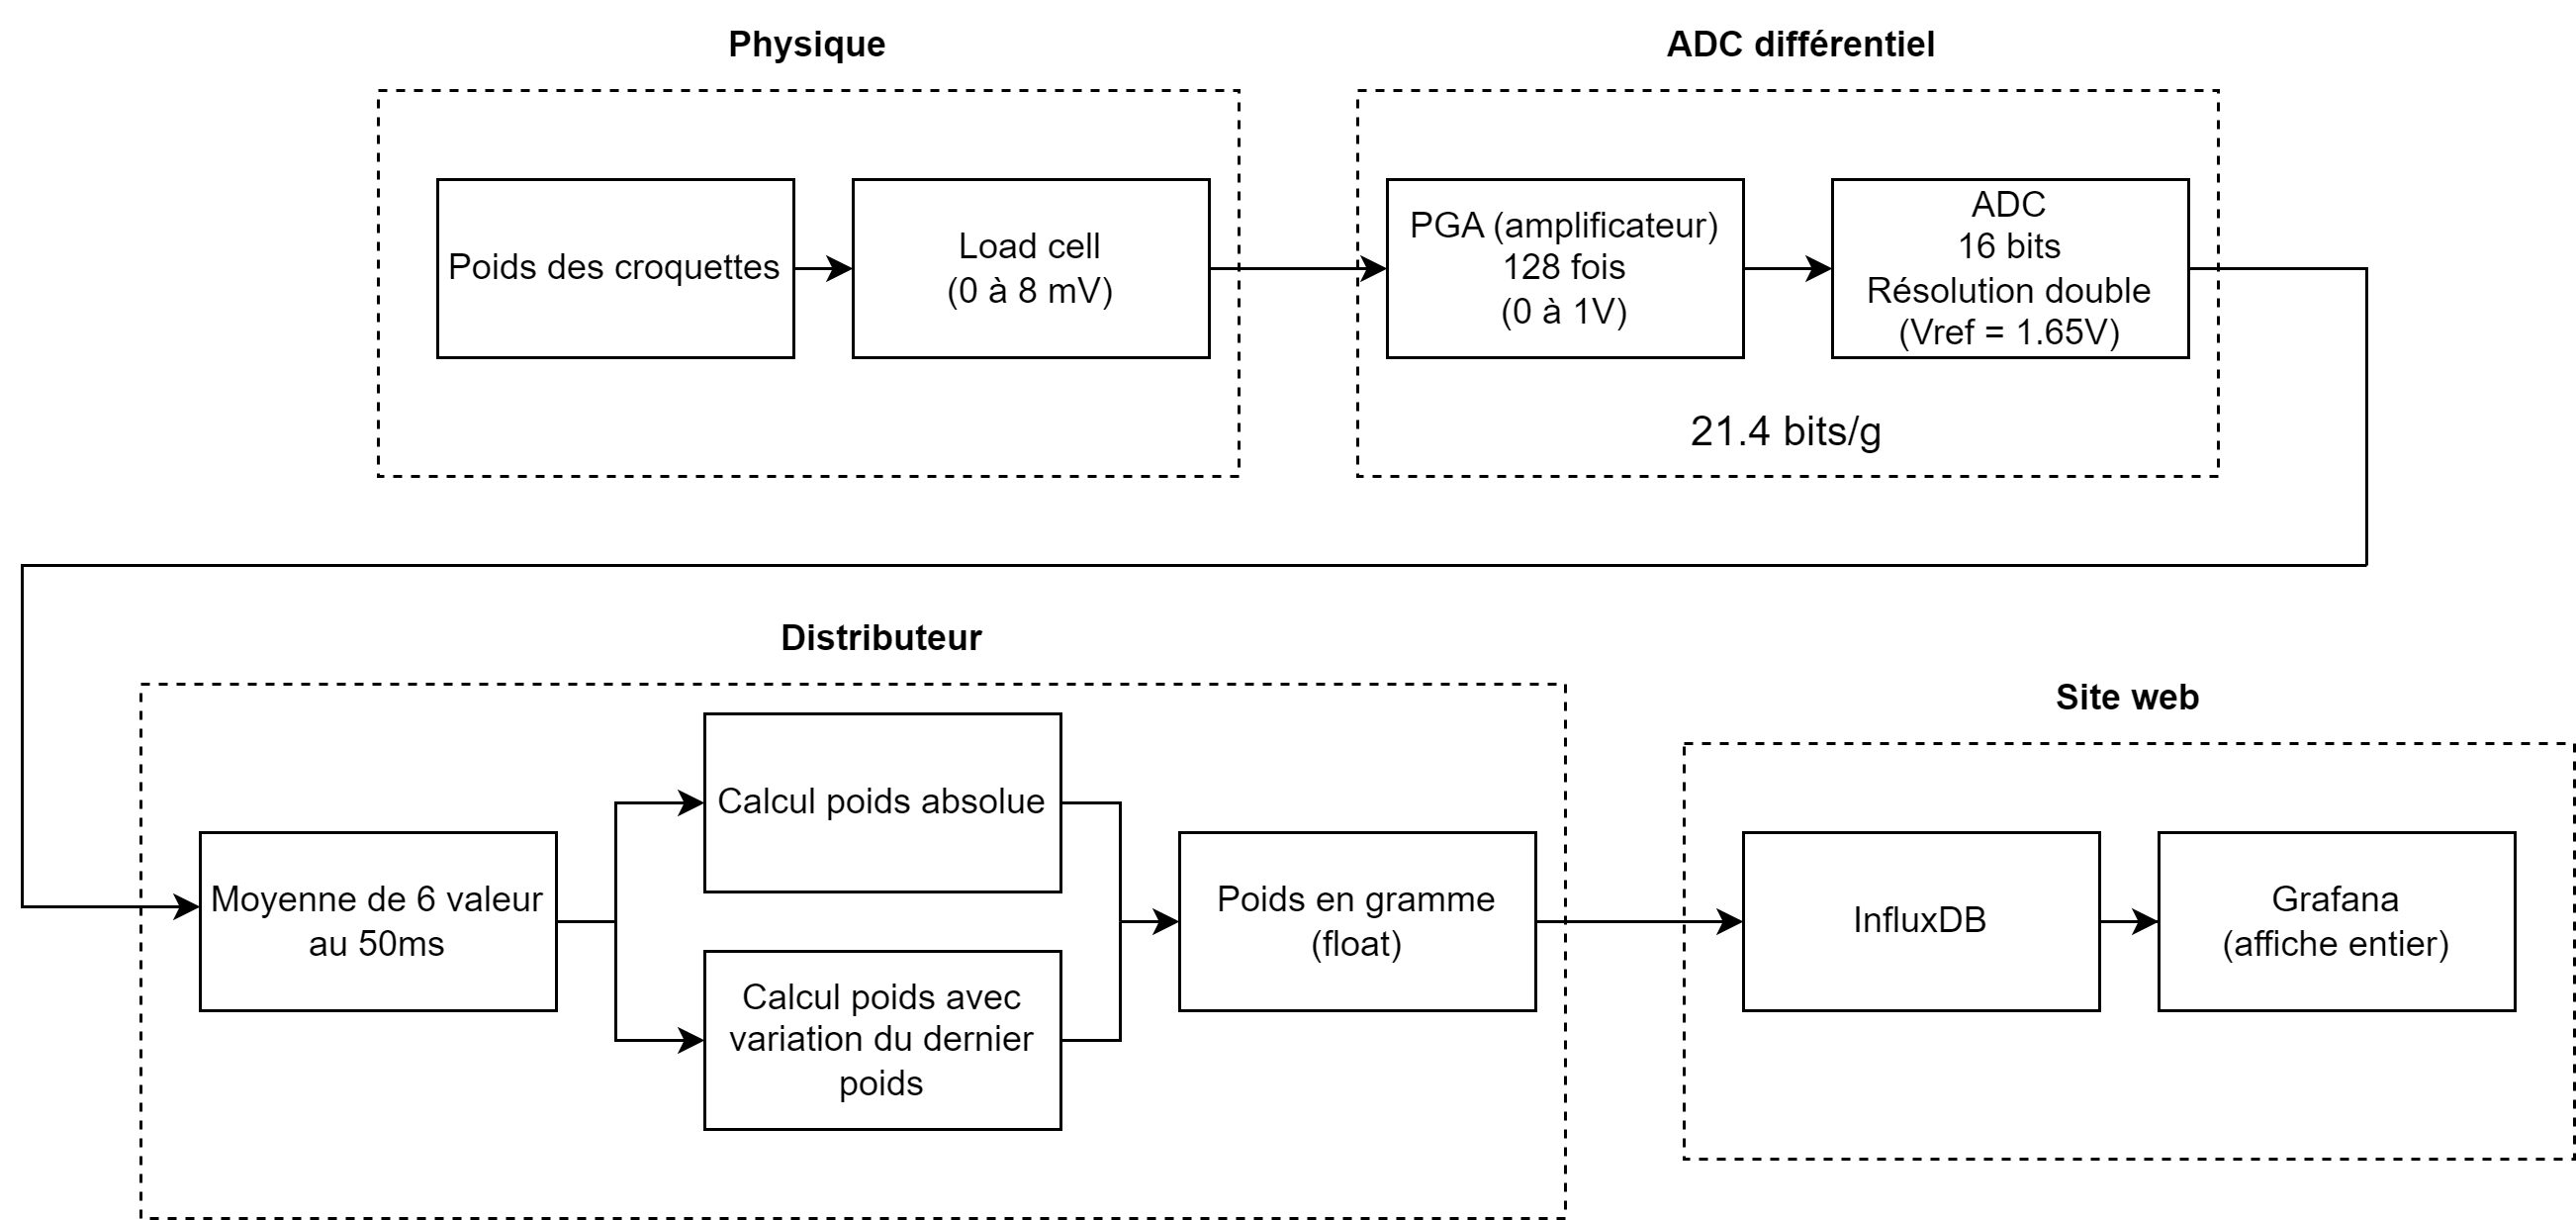 Physique
ADC différentiel
Poids des croquettes
Load cell
(0 à 8 mV)
PGA (amplificateur)
128 fois
(0 à 1V)
ADC
16 bits
Résolution double
(Vref = 1.65V)
21.4 bits/g
Distributeur
Site web
Moyenne de 6 valeur
au 50ms
Calcul poids absolue
Calcul poids avec
variation du dernier
poids
Poids en gramme
(float)
InfluxDB
Grafana
(affiche entier)